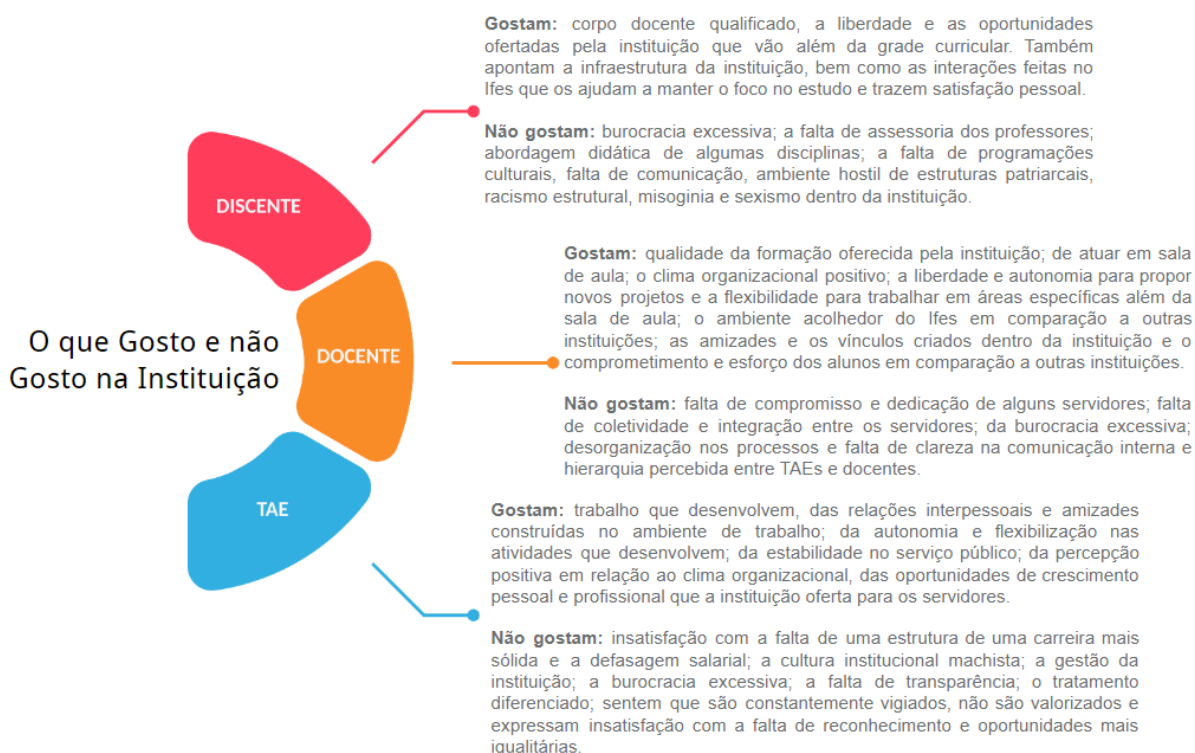 Gostam: corpo docente qualificado, a liberdade e as oportunidades
ofertadas pela instituição que vão além da grade curricular. Também
apontam a infraestrutura da instituição, bem como as interações feitas no
Ifes que os ajudam a manter o foco no estudo e trazem satisfação pessoal.
Não gostam: burocracia excessiva; a falta de assessoria dos professores;
abordagem didática de algumas disciplinas; a falta de programações
culturais, falta de comunicação, ambiente hostil de estruturas patriarcais,
racismo estrutural, misoginia e sexismo dentro da instituição.
DISCENTE
Gostam: qualidade da formação oferecida pela instituição; de atuar em sala
de aula; o clima organizacional positivo; a liberdade e autonomia para propor
novos projetos e a flexibilidade para trabalhar em áreas específicas além da
sala de aula; o ambiente acolhedor do Ifes em comparação a outras
instituições; as amizades e os vínculos criados dentro da instituição e o
comprometimento e esforço dos alunos em comparação a outras instituições.
O que Gosto e não
Gosto na Instituição
DOCENTE
Não gostam: falta de compromisso e dedicação de alguns servidores; falta
de coletividade e integração entre os servidores; da burocracia excessiva;
desorganização nos processos e falta de clareza na comunicação interna e
hierarquia percebida entre TAEs e docentes.
TAE
Gostam: trabalho que desenvolvem, das relações interpessoais e amizades
construídas no ambiente de trabalho; da autonomia e flexibilização nas
atividades que desenvolvem; da estabilidade no serviço público; da percepção
positiva em relação ao clima organizacional, das oportunidades de crescimento
pessoal e profissional que a instituição oferta para os servidores.
Não gostam: insatisfação com a falta de uma estrutura de uma carreira mais
sólida e a defasagem salarial; a cultura institucional machista; a gestão da
instituição; a burocracia excessiva; a falta de transparência; o tratamento
diferenciado; sentem que são constantemente vigiados, não são valorizados e
expressam insatisfação com a falta de reconhecimento e oportunidades mais
igualitárias.